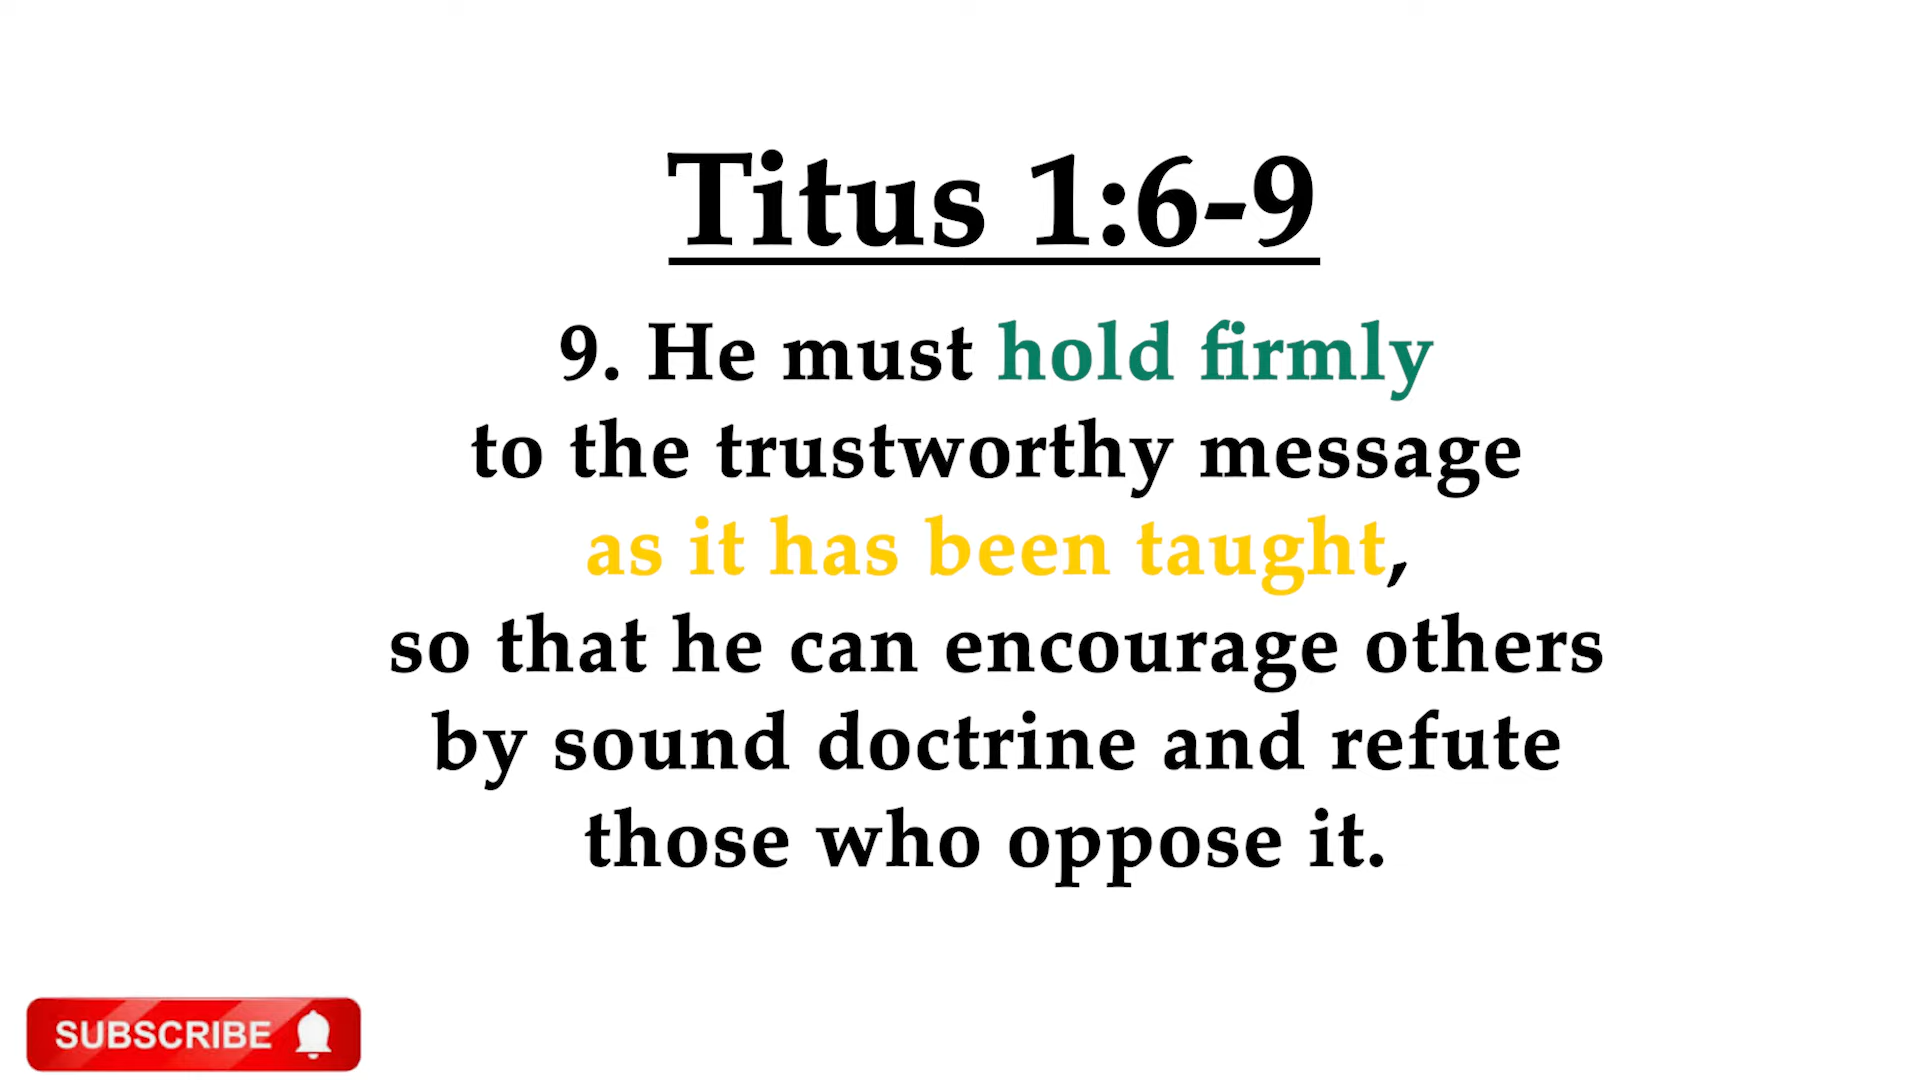 Titus 1:6-9
9. He must hold firmly
to the trustworthy message
as it has been taught,
so that he can encourage others
by sound doctrine and refute
those who oppose it.
SUBSCRIBE